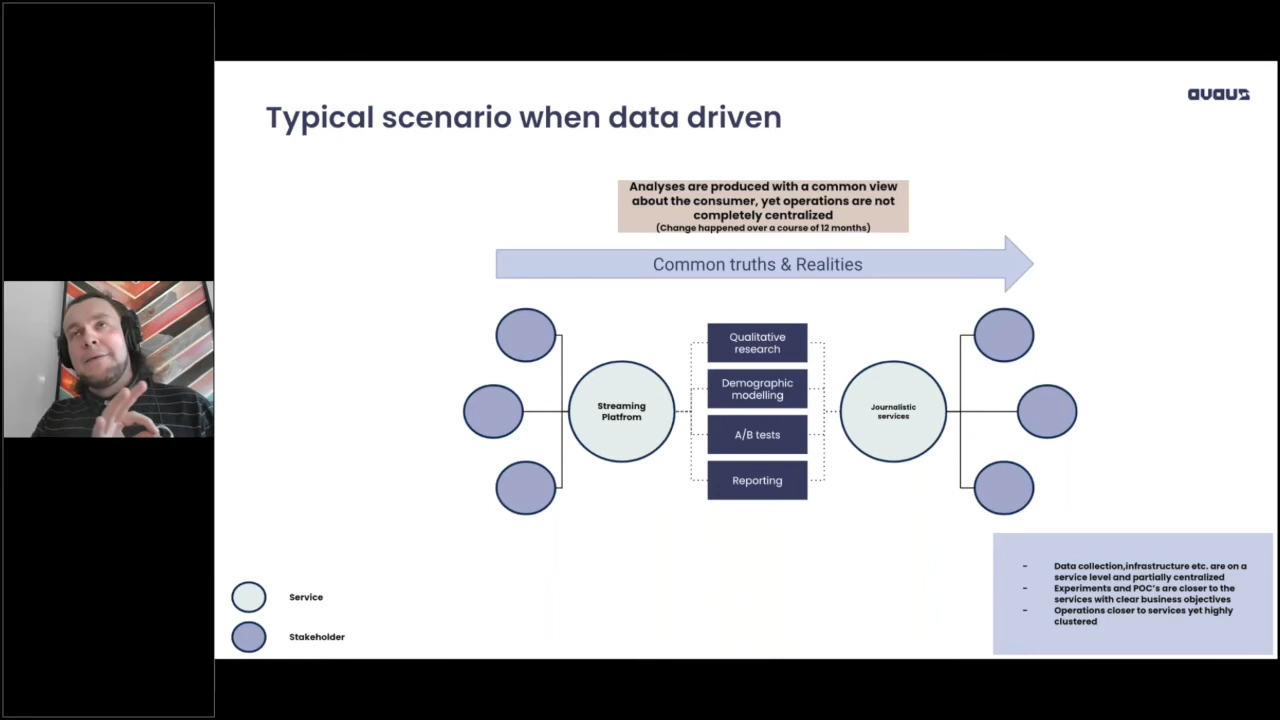 avaus
Typical scenario when data driven
Analyses are produced with a common view
about the consumer, yet operations are not
completely centralized
(Change happened over a course of 12 months)
Common truths & Realities
Streaming
Platfrom
Qualitative
research
Demographic
modelling
A/B tests
Reporting
Journalistic
services
Service
Stakeholder
- Data collection,infrastructure etc. are on a
service level and partially centralized
- Experiments and POC's are closer to the
services with clear business objectives
- Operations closer to services yet highly
clustered